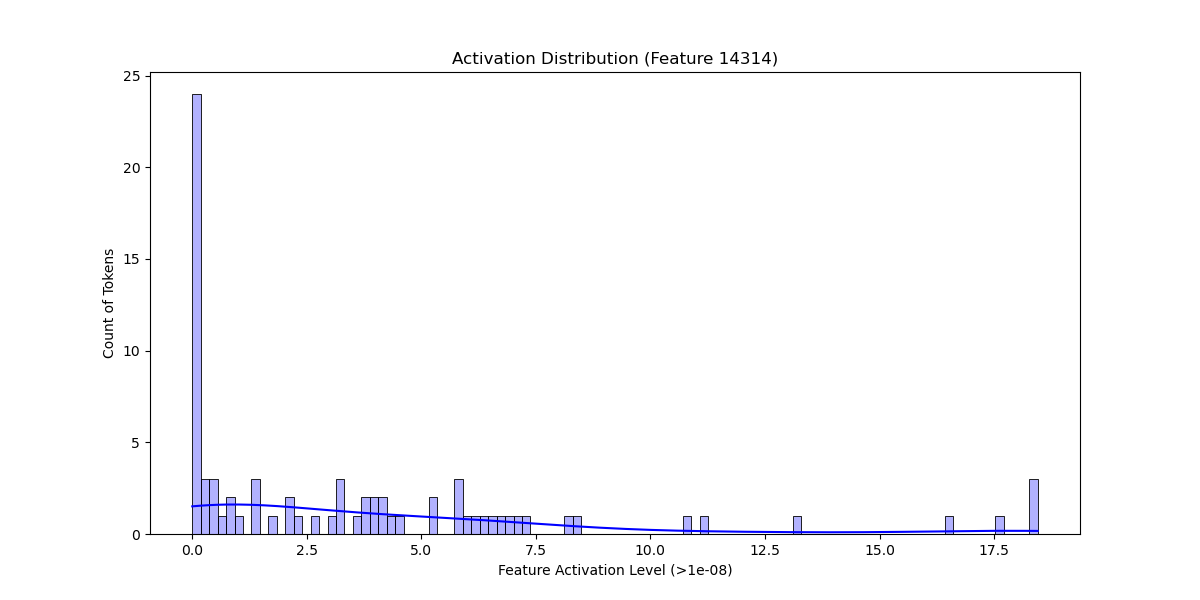 Activation Distribution (Feature 14314)
25
20
15
10
5
0
Count of Tokens
0.0 2.5 5.0 7.5 10.0 12.5 15.0 17.5
Feature Activation Level (>1e-08)